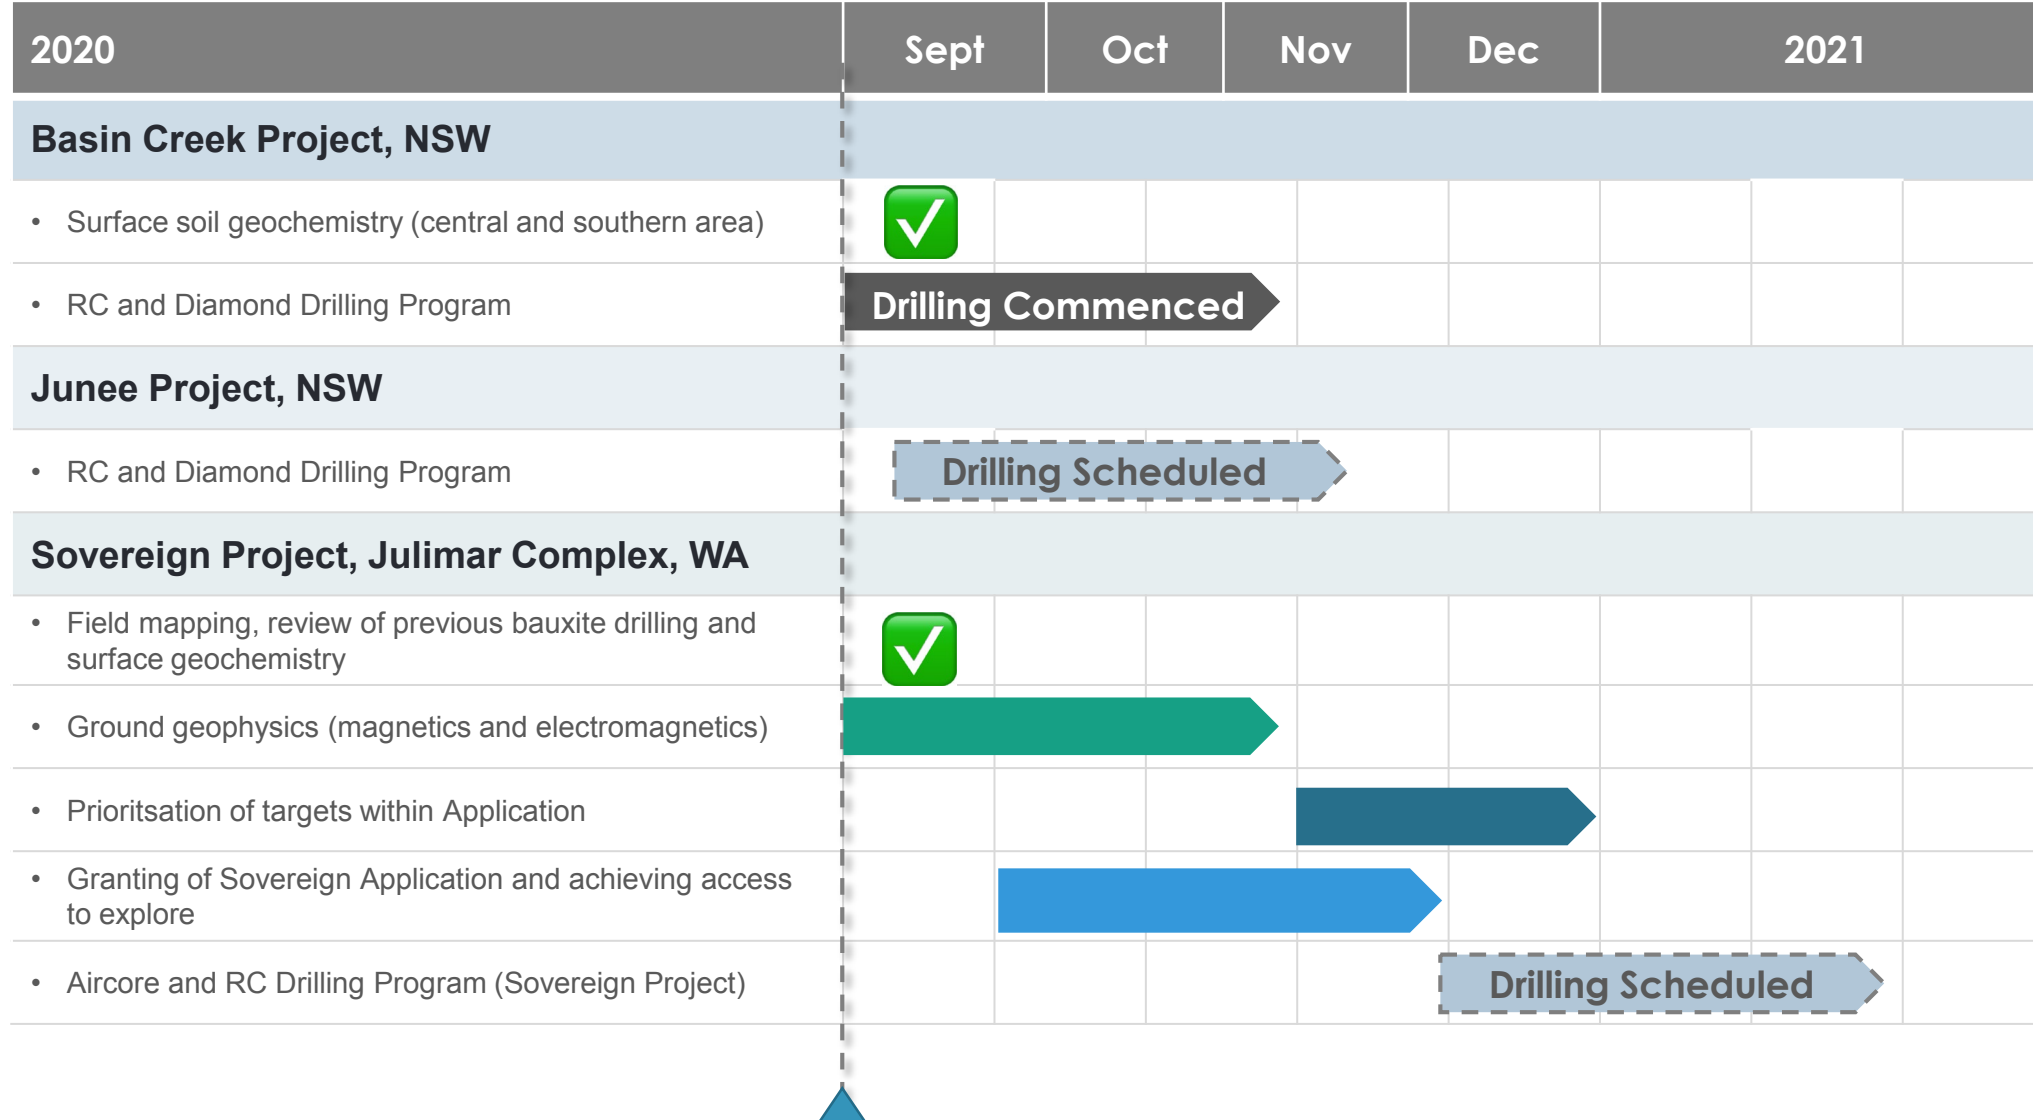 2020 Sept Oct Nov Dec 2021
Basin Creek Project, NSW
• Surface soil geochemistry (central and southern area)
• RC and Diamond Drilling Program
Drilling Commenced
Junee Project, NSW
• RC and Diamond Drilling Program
Drilling Scheduled
Sovereign Project, Julimar Complex, WA
• Field mapping, review of previous bauxite drilling and
surface geochemistry
• Ground geophysics (magnetics and electromagnetics)
• Prioritsation of targets within Application
• Granting of Sovereign Application and achieving access
to explore
• Aircore and RC Drilling Program (Sovereign Project)
Drilling Scheduled